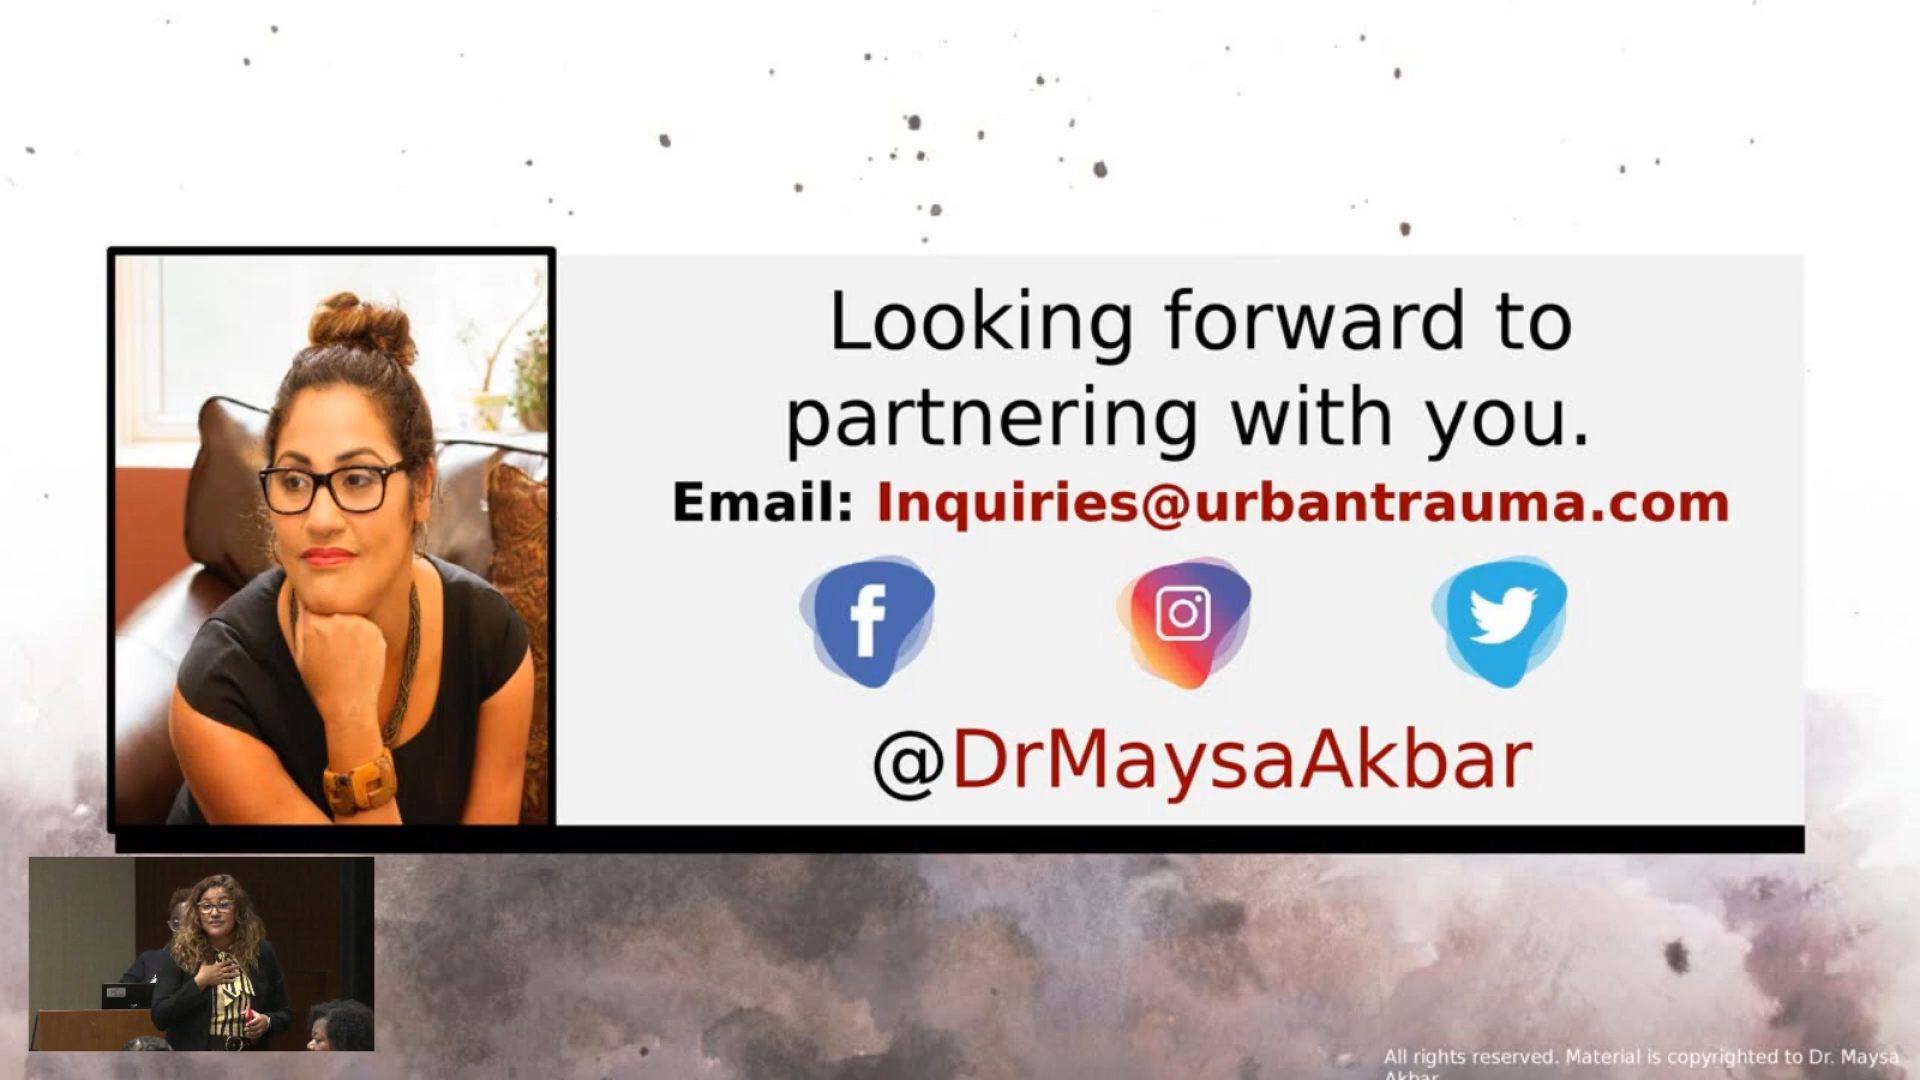 Looking forward to
partnering with you.
Email: Inquiries@urbantrauma.com
@DrMaysaAkbar
All rights reserved. Material is copyrighted to Dr. Maysa
Akbar